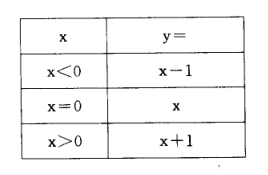 x y=
x<0 x-1
x=0 x
x>0 x+1